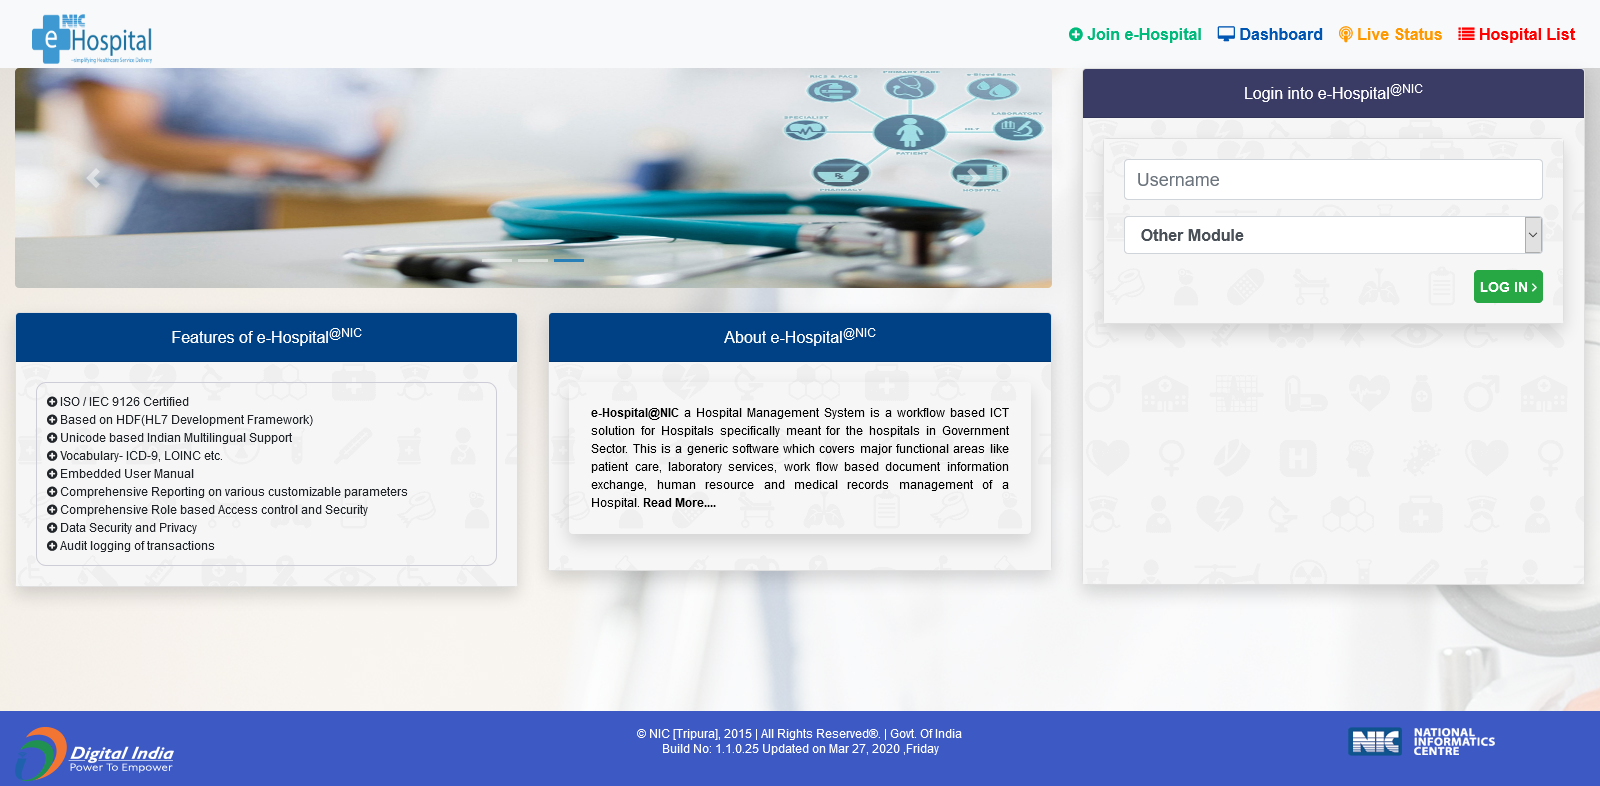 NIC
e Hospital
~simplifying Healthcare Service Delivery
Join e-Hospital
Dashboard
Live Status
Hospital List
RICS & PACS
PRIMARY CARE
e-Blood Bank
SPECIALIST
HL-7
LABORATORY
PATIENT
PHARMACY
HOSPITAL
Login into e-Hospital@NIC
Username
Other Module
LOG IN
Features of e-Hospital@NIC
ISO / IEC 9126 Certified
Based on HDF(HL7 Development Framework)
Unicode based Indian Multilingual Support
Vocabulary- ICD-9, LOINC etc.
Embedded User Manual
Comprehensive Reporting on various customizable parameters
Comprehensive Role based Access control and Security
Data Security and Privacy
Audit logging of transactions
About e-Hospital@NIC
e-Hospital@NIC a Hospital Management System is a workflow based ICT
solution for Hospitals specifically meant for the hospitals in Government
Sector. This is a generic software which covers major functional areas like
patient care, laboratory services, work flow based document information
exchange, human resource and medical records management of a
Hospital. Read More....
Digital India
Power To Empower
© NIC [Tripura], 2015 | All Rights Reserved®. | Govt. Of India
Build No: 1.1.0.25 Updated on Mar 27, 2020 ,Friday
NIC
NATIONAL
INFORMATICS
CENTRE